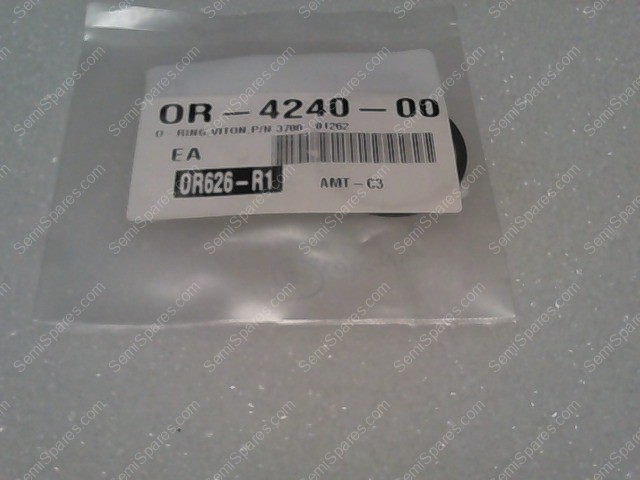 OR-4240-00
O-RING VITON,P/N 3700-01262
EA
OR626-R1
AMT-C3
SemiSpares.com